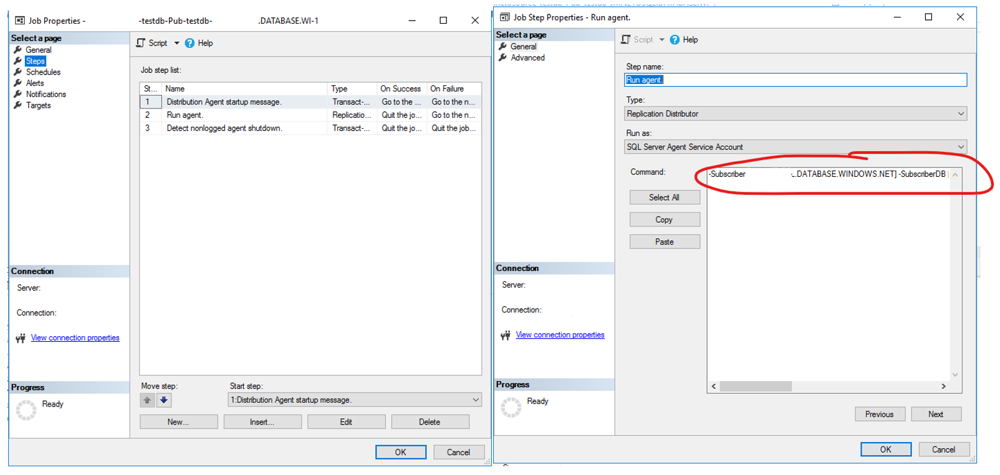 Job Properties - -testdb-Pub-testdb- .DATABASE.WI-1
Select a page
General
Steps
Schedules
Alerts
Notifications
Targets
Script Help
Job step list:
St... Name Type On Success On Failure
1 Distribution Agent startup message. Transact-... Go to the ... Go to the n...
2 Run agent. Replicatio... Quit the jo... Go to the n...
3 Detect nonlogged agent shutdown. Transact-... Quit the jo... Quit the job...
Connection
Server:
Connection:
View connection properties
Progress
Ready
Move step:
Start step:
1:Distribution Agent startup message.
New... Insert... Edit Delete
OK Cancel
Job Step Properties - Run agent.
Select a page
General
Advanced
Script Help
Step name:
Run agent.
Type:
Replication Distributor
Run as:
SQL Server Agent Service Account
Command:
-Subscriber .DATABASE.WINDOWS.NET] -SubscriberDB [
Select All
Copy
Paste
Connection
Server:
Connection:
View connection properties
Progress
Ready
Previous Next
OK Cancel